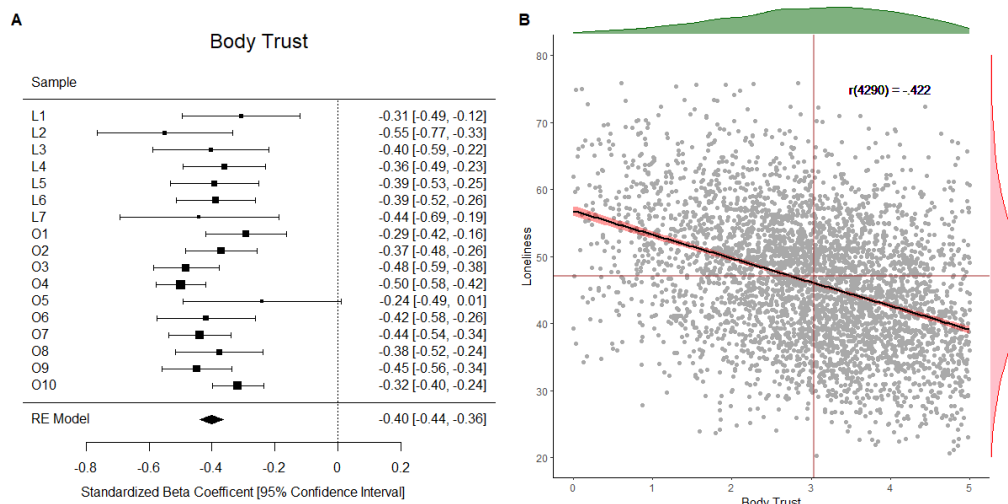 A
Body Trust
Sample
L1 -0.31 [-0.49, -0.12]
L2 -0.55 [-0.77, -0.33]
L3 -0.40 [-0.59, -0.22]
L4 -0.36 [-0.49, -0.23]
L5 -0.39 [-0.53, -0.25]
L6 -0.39 [-0.52, -0.26]
L7 -0.44 [-0.69, -0.19]
O1 -0.29 [-0.42, -0.16]
O2 -0.37 [-0.48, -0.26]
O3 -0.48 [-0.59, -0.38]
O4 -0.50 [-0.58, -0.42]
O5 -0.24 [-0.49, 0.01]
O6 -0.42 [-0.58, -0.26]
O7 -0.44 [-0.54, -0.34]
O8 -0.38 [-0.52, -0.24]
O9 -0.45 [-0.56, -0.34]
O10 -0.32 [-0.40, -0.24]
RE Model -0.40 [-0.44, -0.36]
-0.8 -0.6 -0.4 -0.2 0 0.2
Standardized Beta Coefficent [95% Confidence Interval]
B
80
70
60
50
40
30
20
Loneliness
r(4290) = -.422
0 1 2 3 4 5
Body Trust